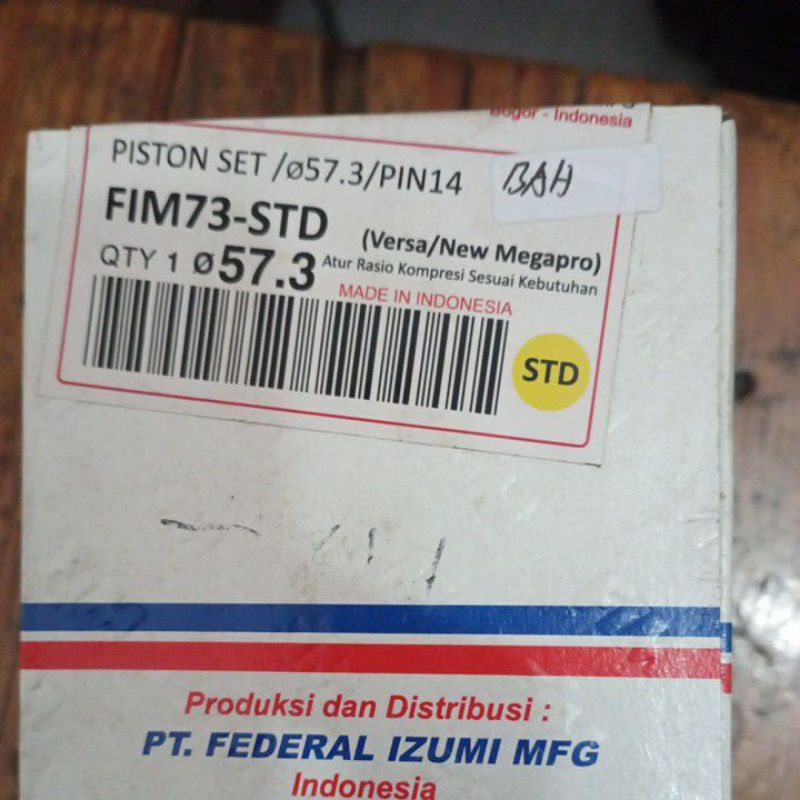 Bogor - Indonesia
PISTON SET /ø57.3/PIN14
BAH
FIM73-STD
(Versa/New Megapro)
QTY 1 ø57.3
Atur Rasio Kompresi Sesuai Kebutuhan
MADE IN INDONESIA
STD
Produksi dan Distribusi :
PT. FEDERAL IZUMI MFG
Indonesia